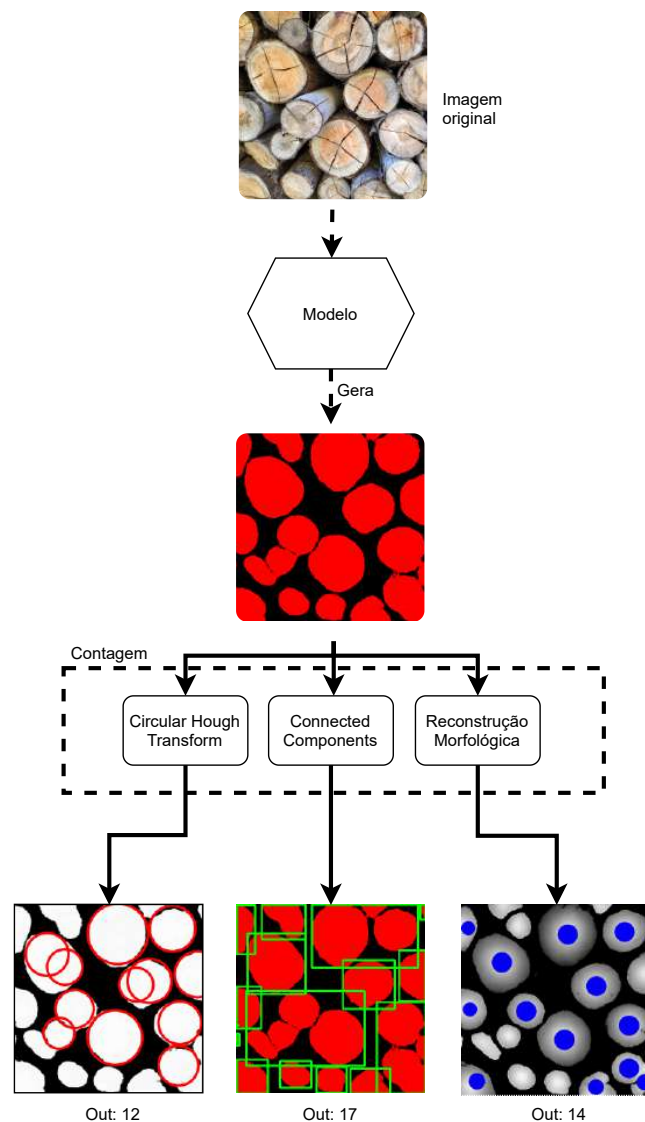 Imagem
original
Modelo
Gera
Contagem
Circular Hough
Transform
Connected
Components
Reconstrução
Morfológica
Out: 12
Out: 17
Out: 14